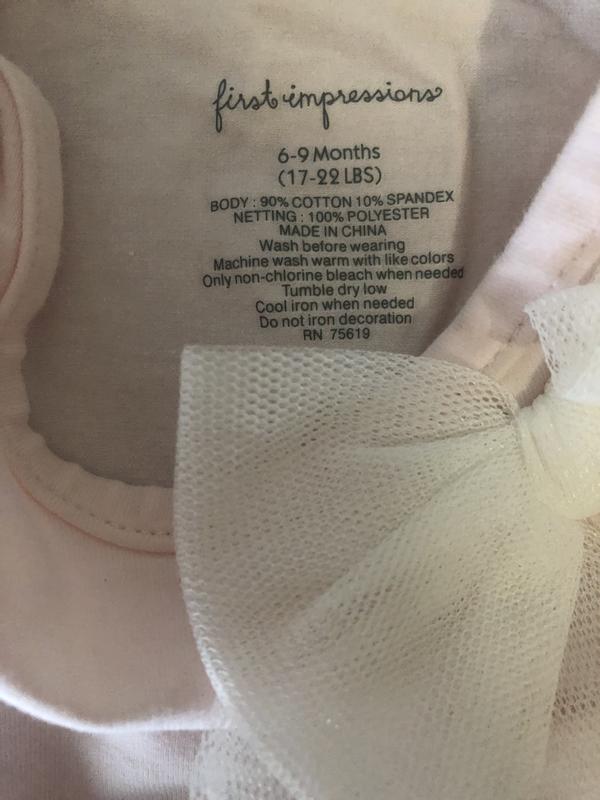 first impressions
6-9 Months
(17-22 LBS)
BODY : 90% COTTON 10% SPANDEX
NETTING : 100% POLYESTER
MADE IN CHINA
Wash before wearing
Machine wash warm with like colors
Only non-chlorine bleach when needed
Tumble dry low
Cool iron when needed
Do not iron decoration
RN 75619